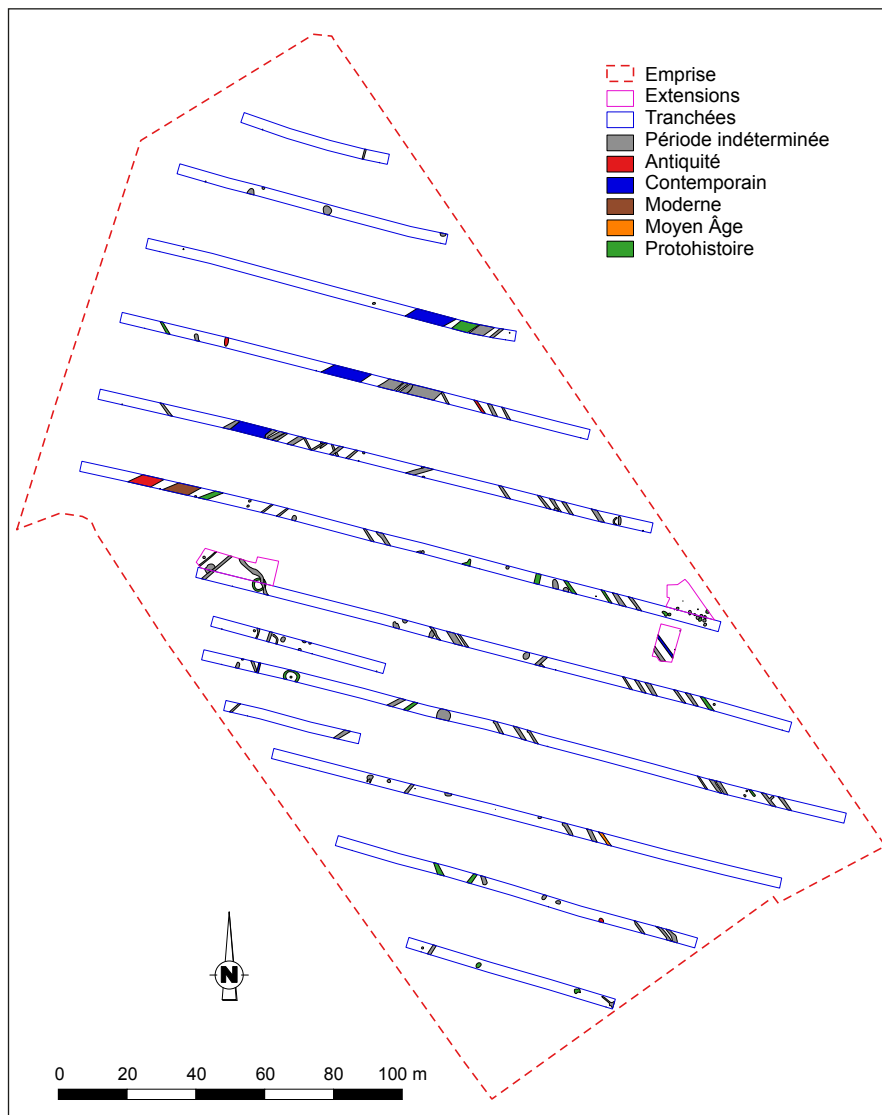 Emprise
Extensions
Tranchées
Période indéterminée
Antiquité
Contemporain
Moderne
Moyen Âge
Protohistoire
N
0 20 40 60 80 100 m